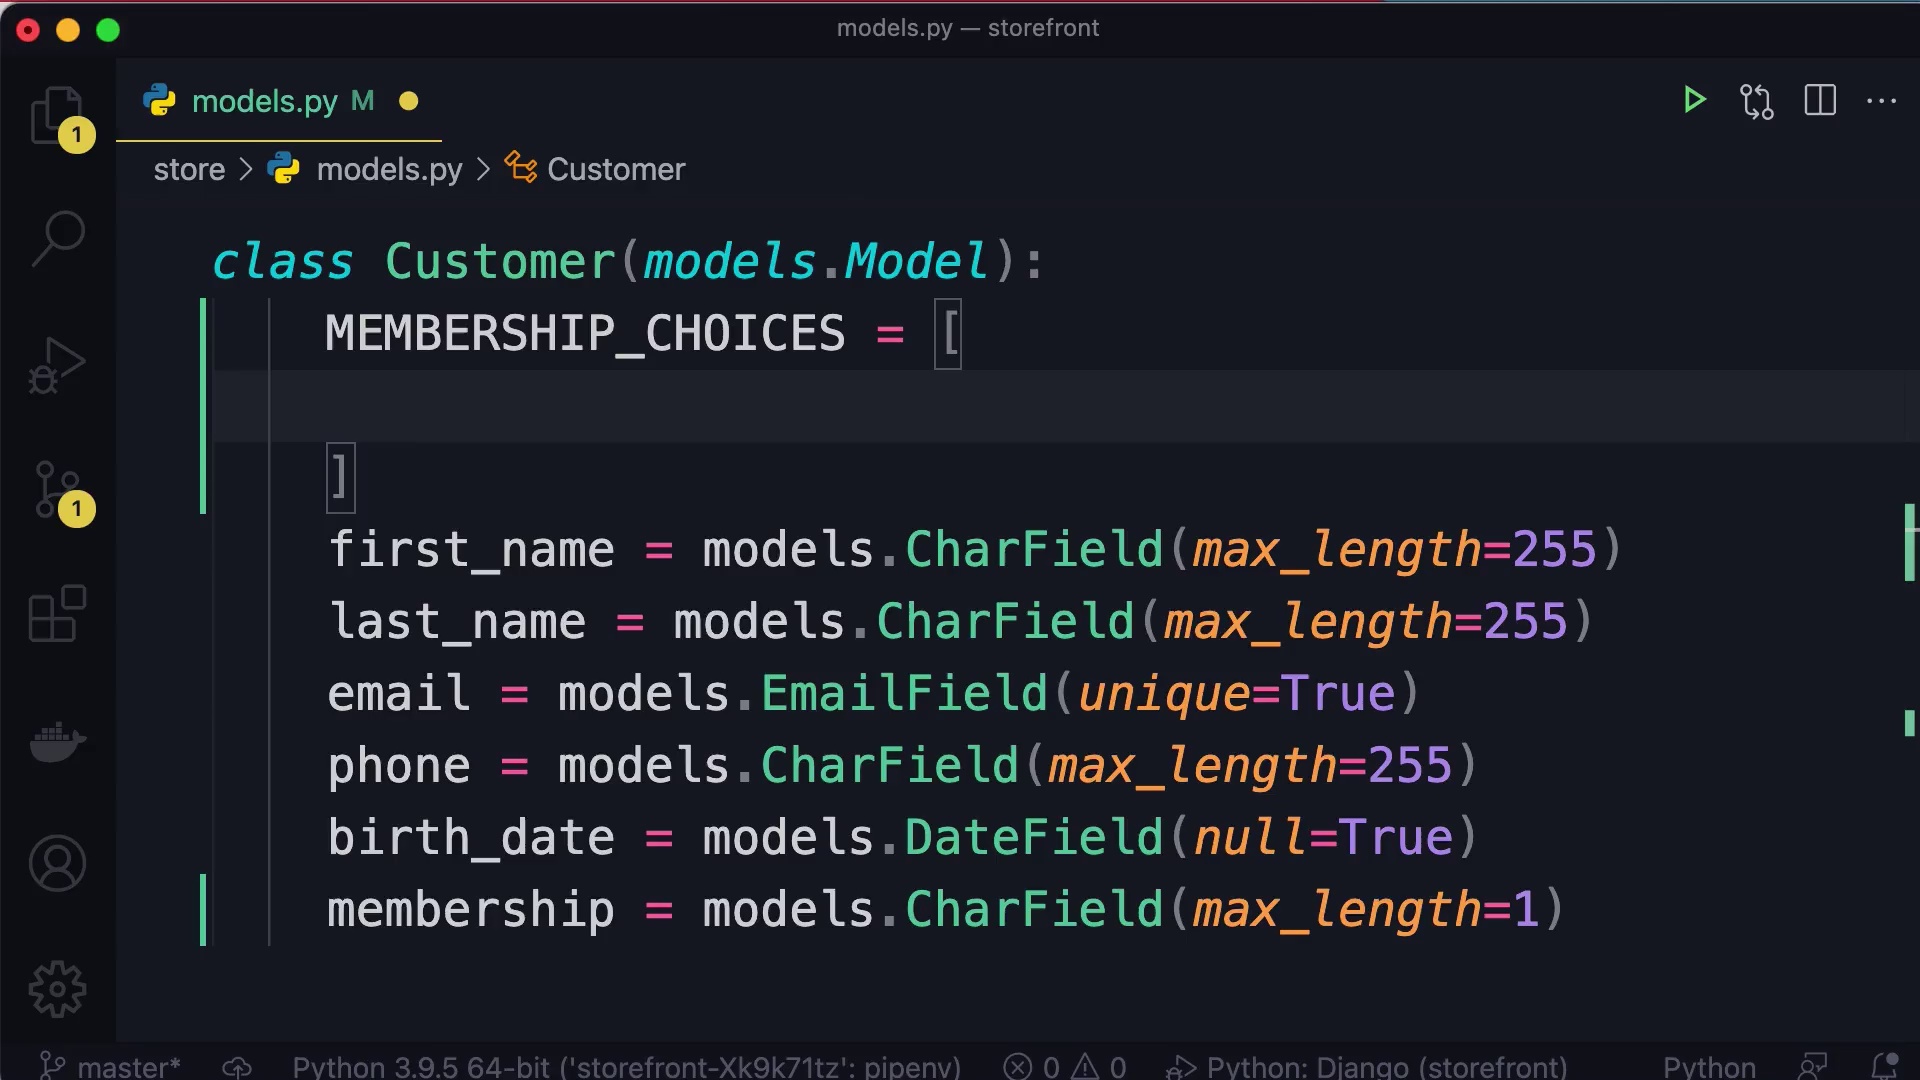 models.py — storefront
models.py M
1
store > models.py > Customer
class Customer(models.Model):
MEMBERSHIP_CHOICES = [
]
1
first_name = models.CharField(max_length=255)
last_name = models.CharField(max_length=255)
email = models.EmailField(unique=True)
phone = models.CharField(max_length=255)
birth_date = models.DateField(null=True)
membership = models.CharField(max_length=1)
master* Python 3.9.5 64-bit ('storefront-Xk9k71tz': pipenv) 0 0 Python: Django (storefront) Python